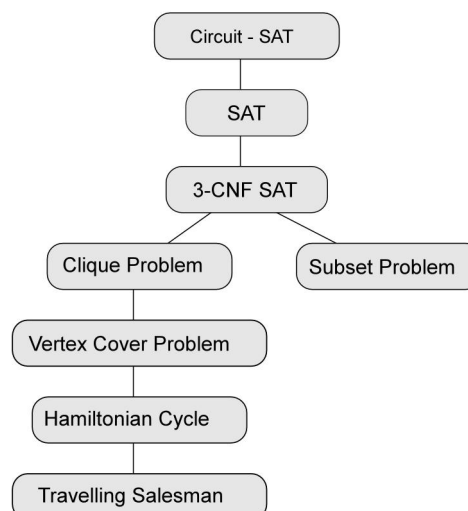 Circuit - SAT
SAT
3-CNF SAT
Clique Problem
Subset Problem
Vertex Cover Problem
Hamiltonian Cycle
Travelling Salesman